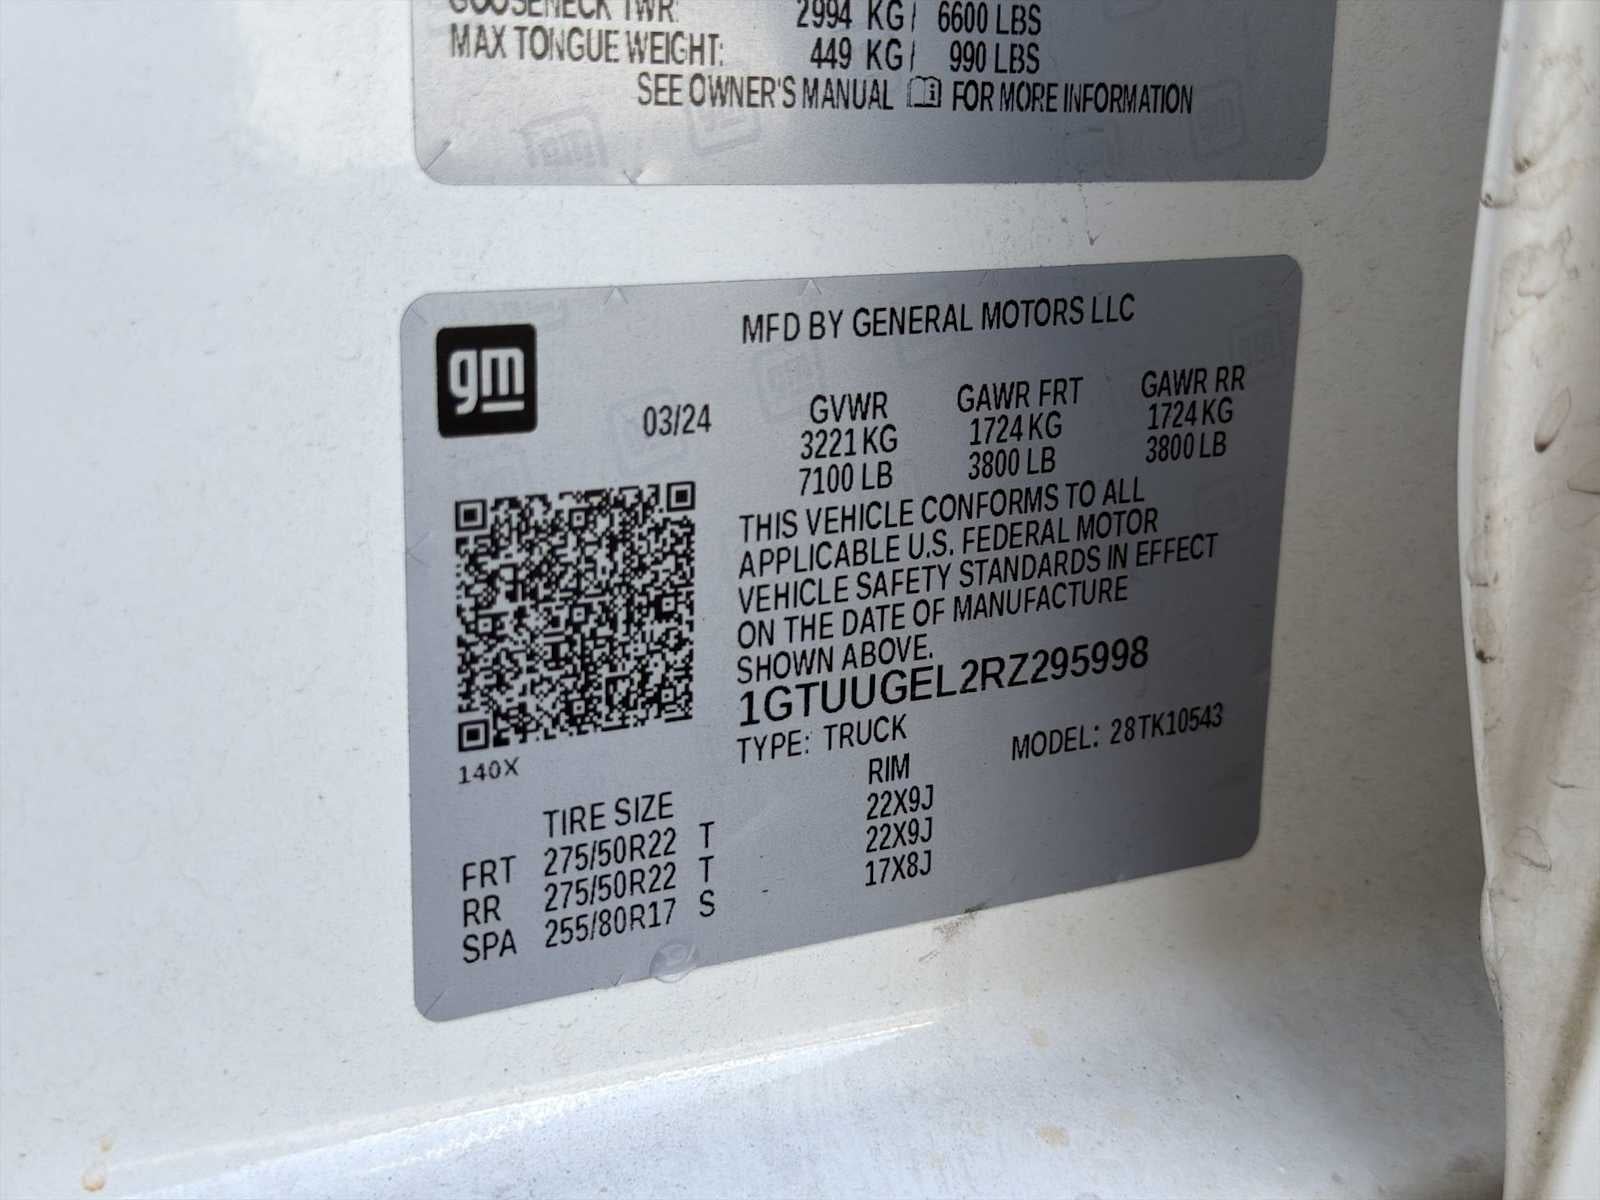 GOOSENECK TWR: 2994 KG/ 6600 LBS
MAX TONGUE WEIGHT: 449 KG/ 990 LBS
SEE OWNER'S MANUAL FOR MORE INFORMATION
MFD BY GENERAL MOTORS LLC
gm
03/24
GVWR GAWR FRT GAWR RR
3221 KG 1724 KG 1724 KG
7100 LB 3800 LB 3800 LB
THIS VEHICLE CONFORMS TO ALL
APPLICABLE U.S. FEDERAL MOTOR
VEHICLE SAFETY STANDARDS IN EFFECT
ON THE DATE OF MANUFACTURE
SHOWN ABOVE.
1GTUUGEL2RZ295998
TYPE: TRUCK MODEL: 28TK10543
140X
TIRE SIZE RIM
FRT 275/50R22 T 22X9J
RR 275/50R22 T 22X9J
SPA 255/80R17 S 17X8J